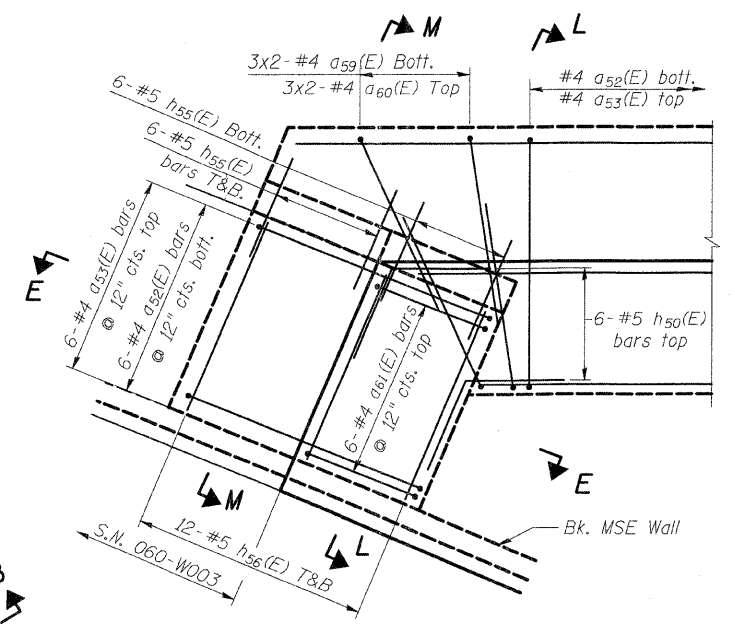 M
L
3x2-#4 a59(E) Bott.
3x2-#4 a60(E) Top
#4 a52(E) bott.
#4 a53(E) top
6-#5 h55(E) Bott.
6-#5 h55(E)
bars T&B.
6-#4 a53(E) bars
@ 12" cts. top
6-#4 a52(E) bars
@ 12" cts. bott.
E
6-#5 h50(E)
bars top
6-#4 a61(E) bars
@ 12" cts. top
E
M
L
Bk. MSE Wall
12-#5 h56(E) T&B
S.N. 060-W003